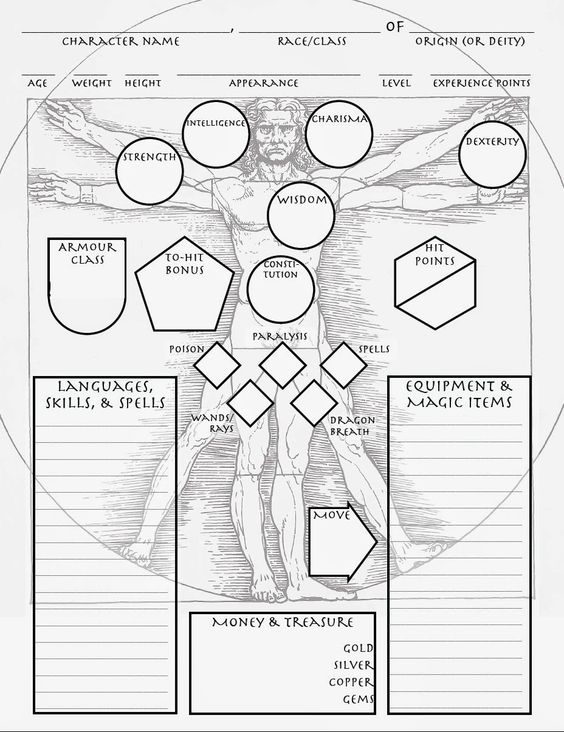 , of
Character Name Race/Class Origin (or Deity)
Age Weight Height Appearance Level Experience Points
Intelligence Charisma
Strength Dexterity
Wisdom
Armour
Class
To-Hit
Bonus
Consti-
tution
Hit
Points
Paralysis
Poison Spells
Wands/
Rays
Dragon
Breath
Languages,
Skills, & Spells
Equipment &
Magic Items
Move
Money & Treasure
Gold
Silver
Copper
Gems